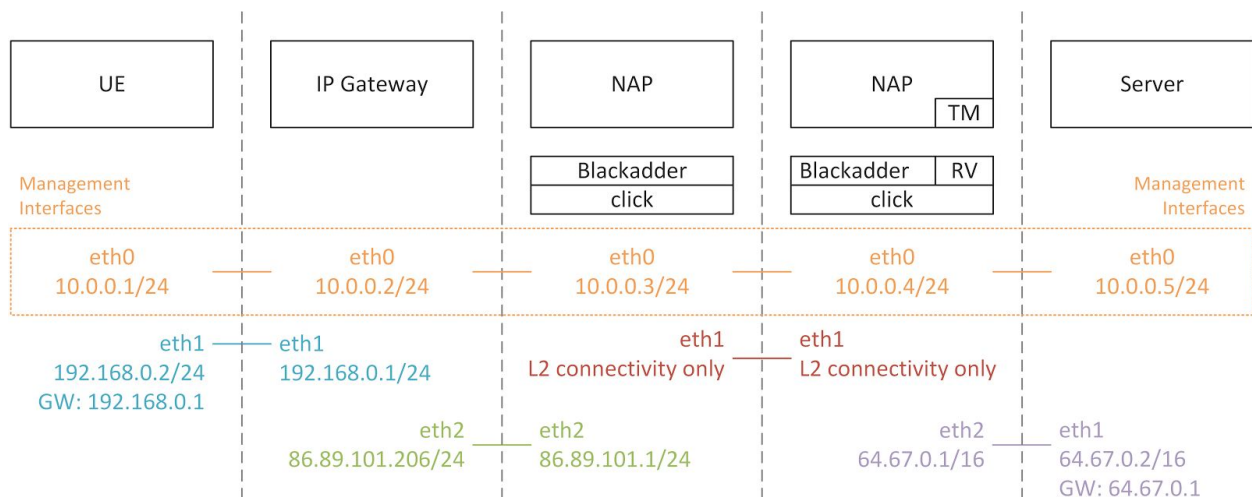 UE
IP Gateway
NAP
NAP
TM
Server
Blackadder
click
Blackadder
RV
click
Management
Interfaces
Management
Interfaces
eth0
10.0.0.1/24
eth0
10.0.0.2/24
eth0
10.0.0.3/24
eth0
10.0.0.4/24
eth0
10.0.0.5/24
eth1
192.168.0.2/24
GW: 192.168.0.1
eth1
192.168.0.1/24
eth1
L2 connectivity only
eth1
L2 connectivity only
eth2
86.89.101.206/24
eth2
86.89.101.1/24
eth2
64.67.0.1/16
eth1
64.67.0.2/16
GW: 64.67.0.1